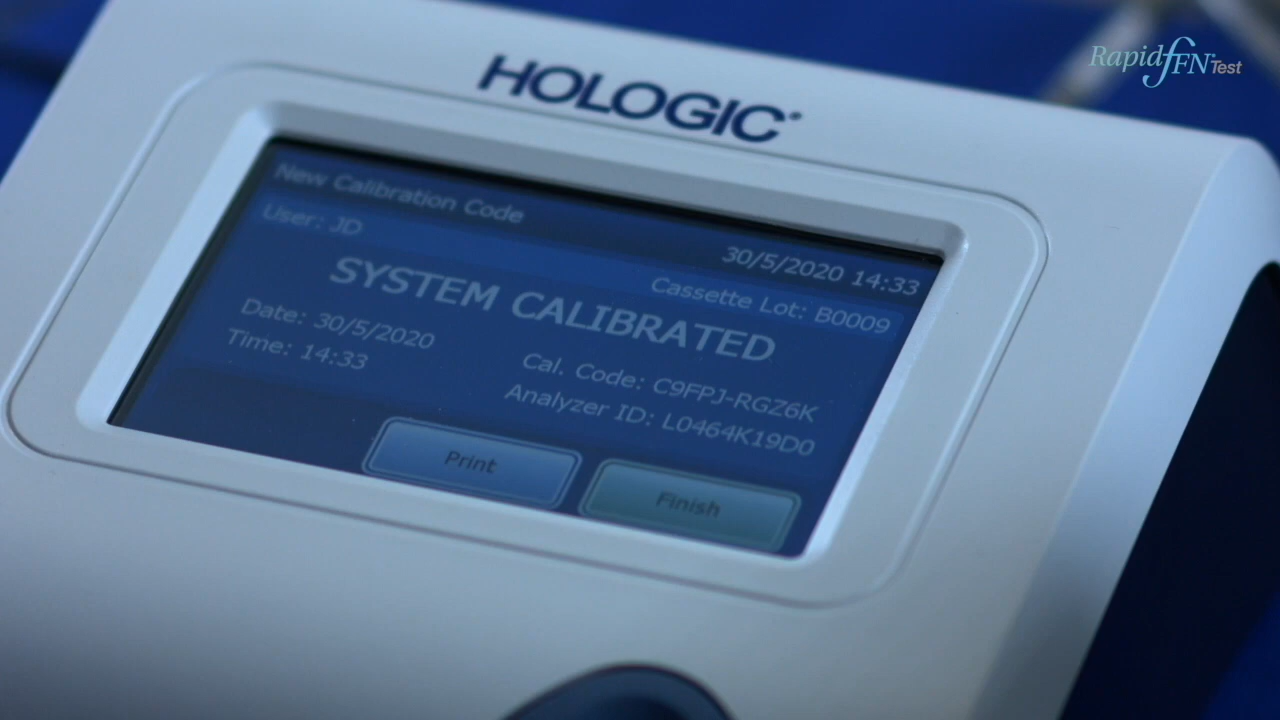 HOLOGIC®
Rapid fFN® Test
New Calibration Code
30/5/2020 14:33
User: JD
Cassette Lot: B0009
SYSTEM CALIBRATED
Date: 30/5/2020
Time: 14:33
Cal. Code: C9FPJ-RGZ6K
Analyzer ID: L0464K19D0
Print
Finish